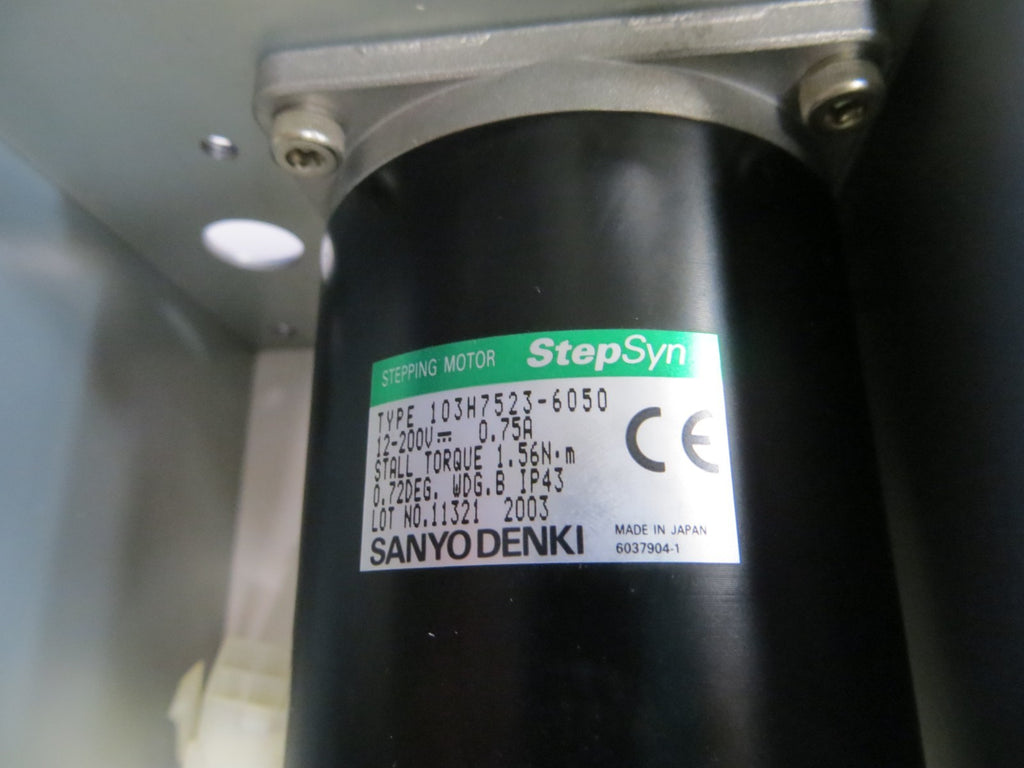 STEPPING MOTOR StepSyn
TYPE 103H7523-6050
12-200V⎓ 0.75A
STALL TORQUE 1.56N·m
0.72DEG. WDG.B IP43
LOT NO.11321 2003
CE
SANYO DENKI
MADE IN JAPAN
6037904-1